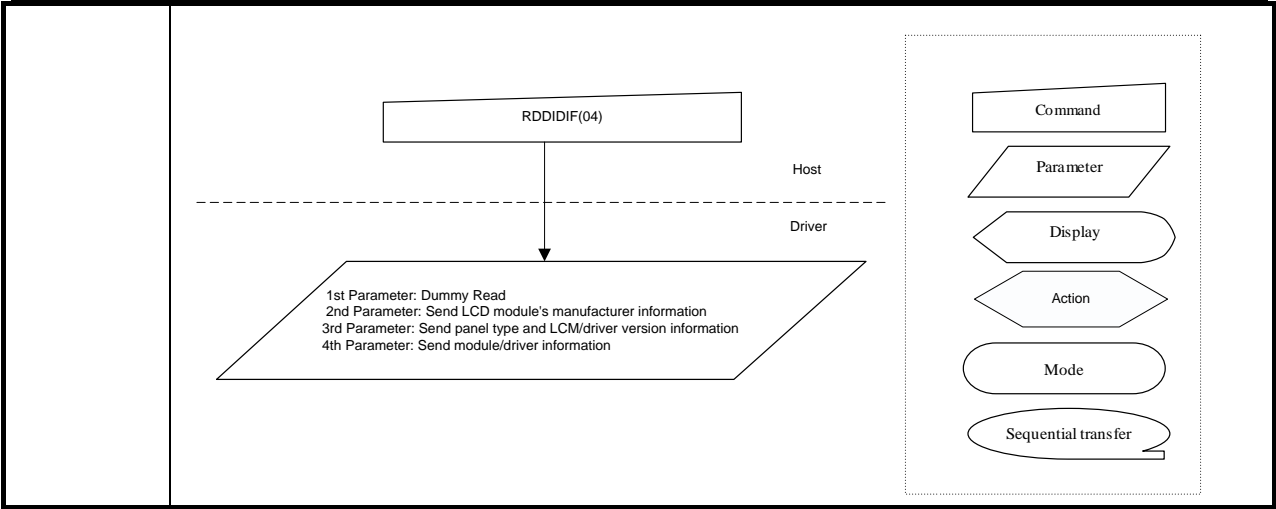 RDDIDIF(04)
Host
Driver
1st Parameter: Dummy Read
2nd Parameter: Send LCD module's manufacturer information
3rd Parameter: Send panel type and LCM/driver version information
4th Parameter: Send module/driver information
Command
Parameter
Display
Action
Mode
Sequential transfer